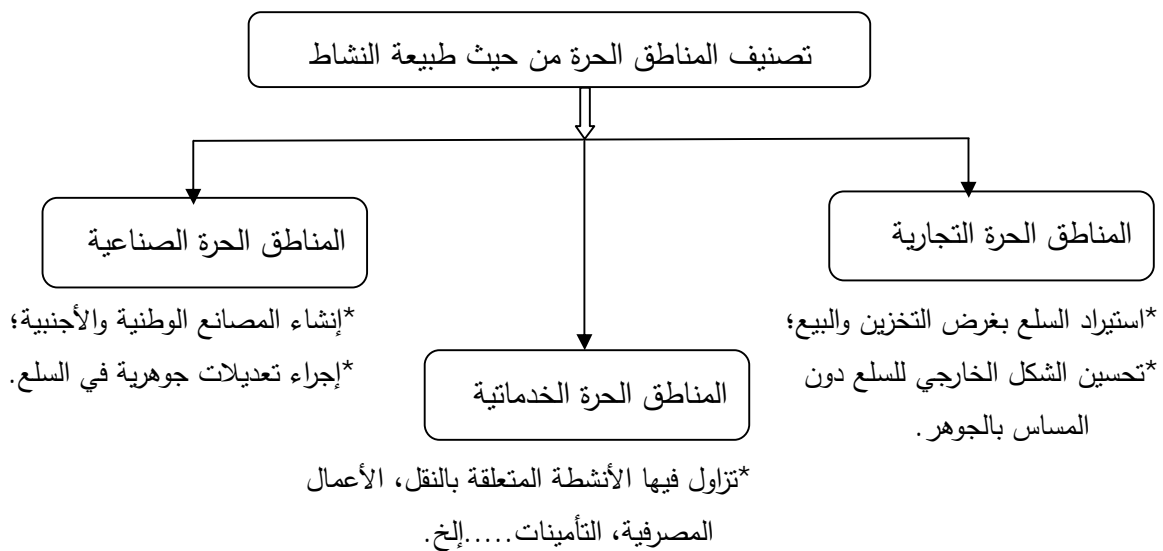 تصنيف المناطق الحرة من حيث طبيعة النشاط
المناطق الحرة التجارية
*استيراد السلع بغرض التخزين والبيع؛
*تحسين الشكل الخارجي للسلع دون
المساس بالجوهر.
المناطق الحرة الخدماتية
*تزاول فيها الأنشطة المتعلقة بالنقل، الأعمال
المصرفية، التأمينات.....إلخ.
المناطق الحرة الصناعية
*إنشاء المصانع الوطنية والأجنبية؛
*إجراء تعديلات جوهرية في السلع.